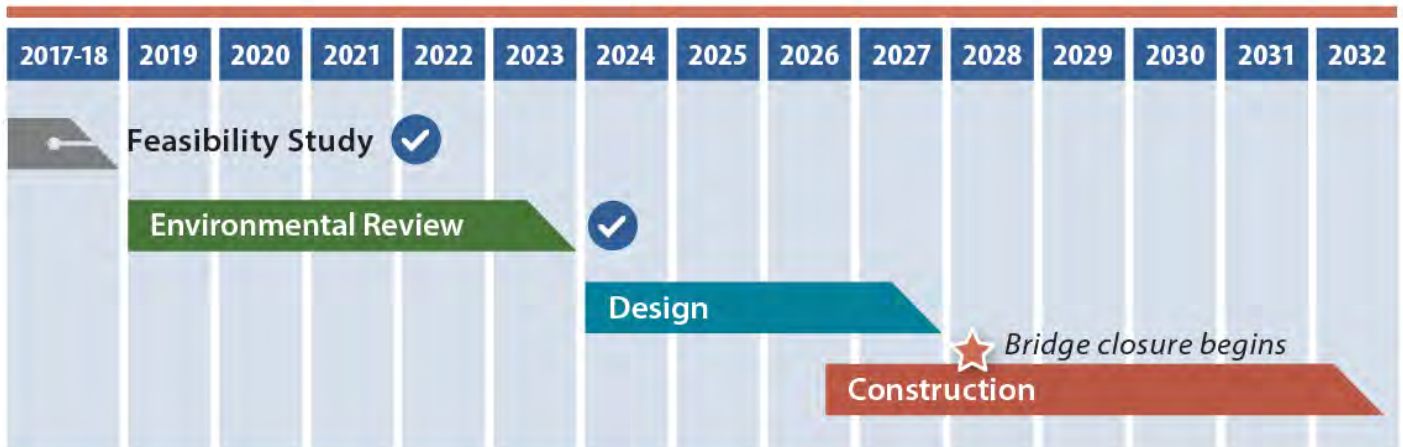 2017-18 2019 2020 2021 2022 2023 2024 2025 2026 2027 2028 2029 2030 2031 2032
Feasibility Study
Environmental Review
Design
Bridge closure begins
Construction